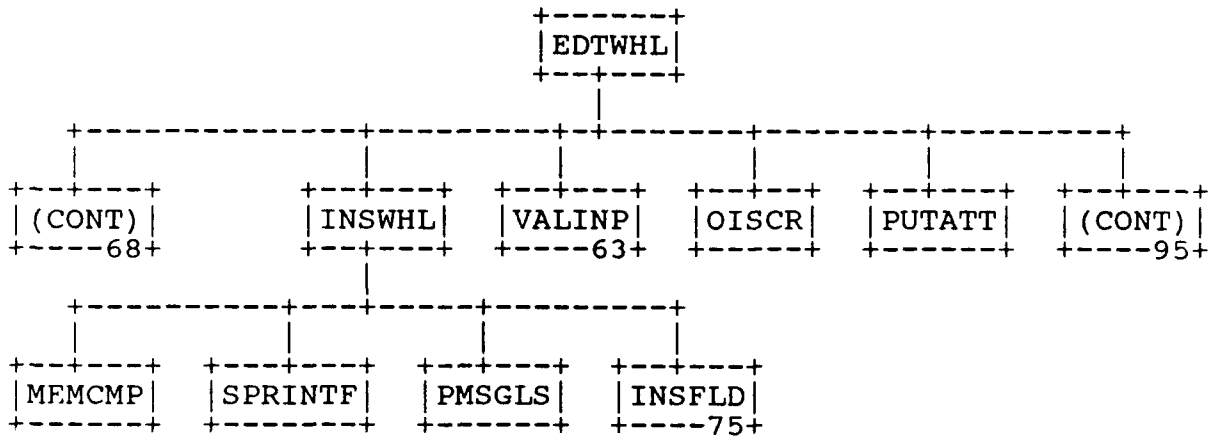 EDTWHL
(CONT) INSWHL VALINP OISCR PUTATT (CONT)
68 63 95
MEMCMP SPRINTF PMSGLS INSFLD
75